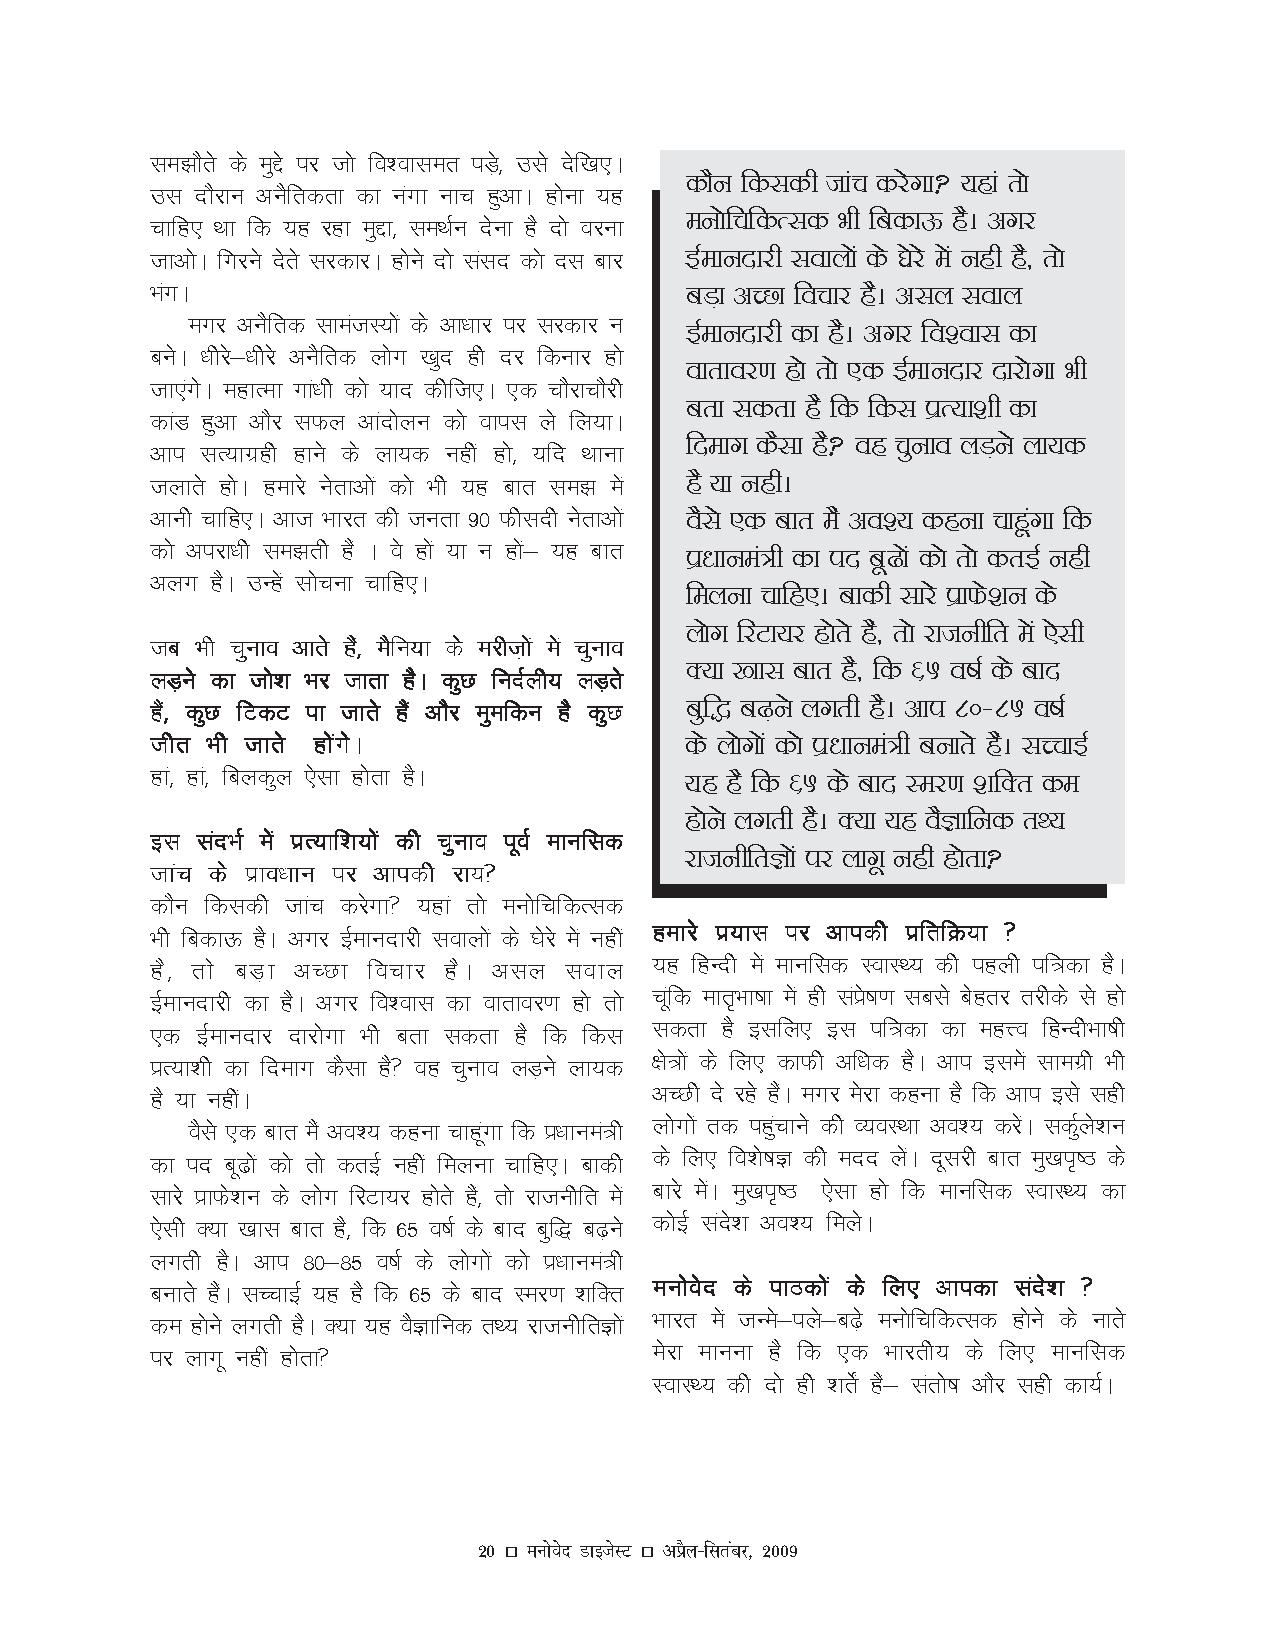 समझौते के मुद्दे पर जो विश्वासमत पड़े, उसे देखिए।
उस दौरान अनैतिकता का नंगा नाच हुआ। होना यह
चाहिए था कि यह रहा मुद्दा, समर्थन देना है दो वरना
जाओ। गिरने देते सरकार। होने दो संसद को दस बार
भंग।
मगर अनैतिक सामंजस्यों के आधार पर सरकार न
बने। धीरे–धीरे अनैतिक लोग खुद ही दर किनार हो
जाएंगे। महात्मा गांधी को याद कीजिए। एक चौराचौरी
कांड हुआ और सफल आंदोलन को वापस ले लिया।
आप सत्याग्रही हाने के लायक नहीं हो, यदि थाना
जलाते हो। हमारे नेताओं को भी यह बात समझ में
आनी चाहिए। आज भारत की जनता 90 फीसदी नेताओं
को अपराधी समझती हैं । वे हों या न हों– यह बात
अलग है। उन्हें सोचना चाहिए।
जब भी चुनाव आते हैं, मैनिया के मरीज़ों में चुनाव
लड़ने का जोश भर जाता है। कुछ निर्दलीय लड़ते
हैं, कुछ टिकट पा जाते हैं और मुमकिन है कुछ
जीत भी जाते होंगे।
हां, हां, बिलकुल ऐसा होता है।
इस संदर्भ में प्रत्याशियों की चुनाव पूर्व मानसिक
जांच के प्रावधान पर आपकी राय?
कौन किसकी जांच करेगा? यहां तो मनोचिकित्सक
भी बिकाऊ है। अगर ईमानदारी सवालों के घेरे में नहीं
है, तो बड़ा अच्छा विचार है। असल सवाल
ईमानदारी का है। अगर विश्वास का वातावरण हो तो
एक ईमानदार दारोगा भी बता सकता है कि किस
प्रत्याशी का दिमाग कैसा है? वह चुनाव लड़ने लायक
है या नहीं।
वैसे एक बात मैं अवश्य कहना चाहूंगा कि प्रधानमंत्री
का पद बूढ़ों को तो कतई नहीं मिलना चाहिए। बाकी
सारे प्राफेशन के लोग रिटायर होते हैं, तो राजनीति में
ऐसी क्या खास बात है, कि 65 वर्ष के बाद बुद्धि बढ़ने
लगती है। आप 80–85 वर्ष के लोगों को प्रधानमंत्री
बनाते हैं। सच्चाई यह है कि 65 के बाद स्मरण शक्ति
कम होने लगती है। क्या यह वैज्ञानिक तथ्य राजनीतिज्ञों
पर लागू नहीं होता?
कौन किसकी जांच करेगा? यहां तो
मनोचिकित्सक भी बिकाऊ है। अगर
ईमानदारी सवालों के घेरे में नही है, तो
बड़ा अच्छा विचार है। असल सवाल
ईमानदारी का है। अगर विश्वास का
वातावरण हो तो एक ईमानदार दारोगा भी
बता सकता है कि किस प्रत्याशी का
दिमाग कैसा है? वह चुनाव लड़ने लायक
है या नही।
वैसे एक बात मैं अवश्य कहना चाहूंगा कि
प्रधानमंत्री का पद बूढों को तो कतई नही
मिलना चाहिए। बाकी सारे प्राफेशन के
लोग रिटायर होते हैं, तो राजनीति में ऐसी
क्या खास बात है, कि ६५ वर्ष के बाद
बुद्धि बढ़ने लगती है। आप ८०-८५ वर्ष
के लोगों को प्रधानमंत्री बनाते हैं। सच्चाई
यह है कि ६५ के बाद स्मरण शक्ति कम
होने लगती है। क्या यह वैज्ञानिक तथ्य
राजनीतिज्ञों पर लागू नही होता?
हमारे प्रयास पर आपकी प्रतिक्रिया ?
यह हिन्दी में मानसिक स्वास्थ्य की पहली पत्रिका है।
चूंकि मातृभाषा में ही संप्रेषण सबसे बेहतर तरीके से हो
सकता है इसलिए इस पत्रिका का महत्त्व हिन्दीभाषी
क्षेत्रों के लिए काफी अधिक है। आप इसमें सामग्री भी
अच्छी दे रहे है। मगर मेरा कहना है कि आप इसे सही
लोगों तक पहुंचाने की व्यवस्था अवश्य करें। सर्कुलेशन
के लिए विशेषज्ञ की मदद लें। दूसरी बात मुखपृष्ठ के
बारे में। मुखपृष्ठ ऐसा हो कि मानसिक स्वास्थ्य का
कोई संदेश अवश्य मिले।
मनोवेद के पाठकों के लिए आपका संदेश ?
भारत में जन्मे–पले–बढ़े मनोचिकित्सक होने के नाते
मेरा मानना है कि एक भारतीय के लिए मानसिक
स्वास्थ्य की दो ही शर्तें है– संतोष और सही कार्य।
20 □ मनोवेद डाइजेस्ट □ अप्रैल-सितंबर, 2009